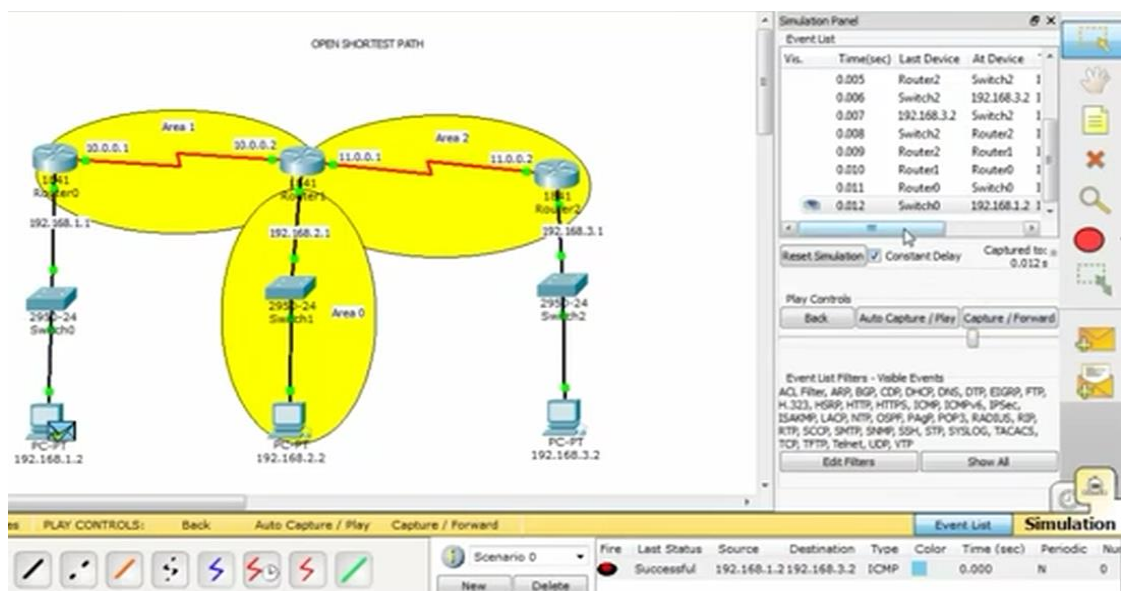 OPEN SHORTEST PATH
Area 1
10.0.0.1
10.0.0.2
1841
Router0
192.168.1.1
1841
Router1
Area 2
11.0.0.1
11.0.0.2
1841
Router2
192.168.3.1
192.168.2.1
2950-24
Switch0
2950-24
Switch1
Area 0
2950-24
Switch2
PC-PT
192.168.1.2
PC-PT
192.168.2.2
PC-PT
192.168.3.2
Simulation Panel
Event List
Vis. Time(sec) Last Device At Device
0.005 Router2 Switch2 I
0.006 Switch2 192.168.3.2 I
0.007 192.168.3.2 Switch2 I
0.008 Switch2 Router2 I
0.009 Router2 Router1 I
0.010 Router1 Router0 I
0.011 Router0 Switch0 I
0.012 Switch0 192.168.1.2 I
Reset Simulation Constant Delay Captured to:
0.012 s
Play Controls
Back Auto Capture / Play Capture / Forward
Event List Filters - Visible Events
ACL Filter, ARP, BGP, CDP, DHCP, DNS, DTP, EIGRP, FTP,
H.323, HSRP, HTTP, HTTPS, ICMP, ICMPv6, IPSec,
ISAKMP, LACP, NTP, OSPF, PAgP, POP3, RADIUS, RIP,
RTP, SCCP, SMTP, SNMP, SSH, STP, SYSLOG, TACACS,
TCP, TFTP, Telnet, UDP, VTP
Edit Filters Show All
es PLAY CONTROLS: Back Auto Capture / Play Capture / Forward Event List Simulation
Scenario 0
New Delete
Fire Last Status Source Destination Type Color Time (sec) Periodic Nu
Successful 192.168.1.2 192.168.3.2 ICMP 0.000 N 0